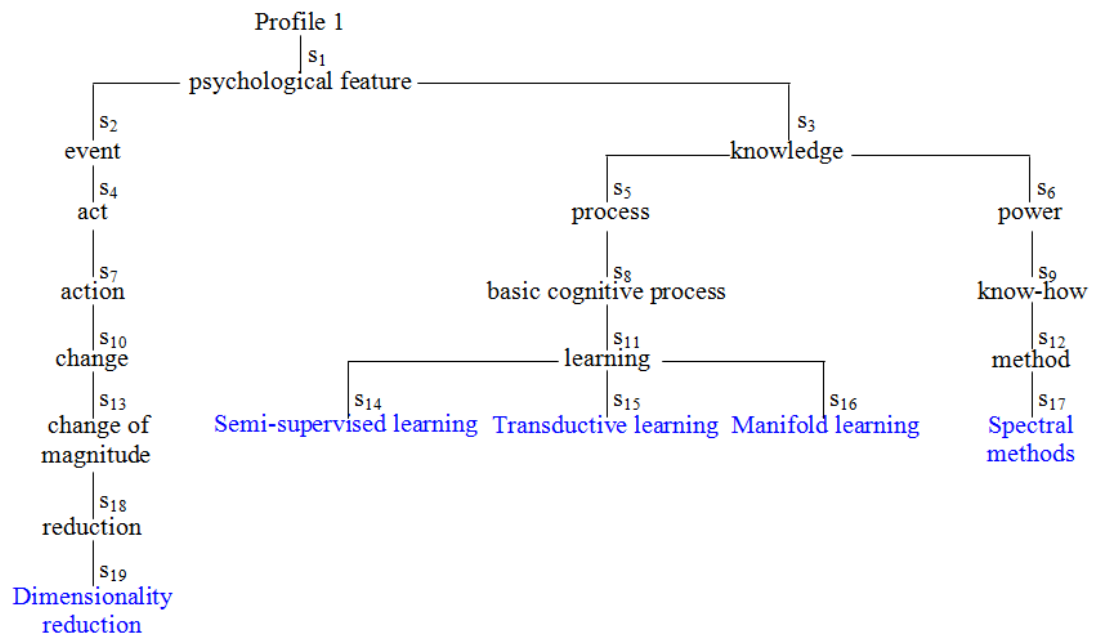 Profile 1
s1
psychological feature
s2
s3
event
knowledge
s4
s5
s6
act
process
power
s7
s8
s9
action
basic cognitive process
know-how
s10
s11
s12
change
learning
method
s13
s14
s15
s16
s17
change of
magnitude
Semi-supervised learning
Transductive learning
Manifold learning
Spectral
methods
s18
reduction
s19
Dimensionality
reduction